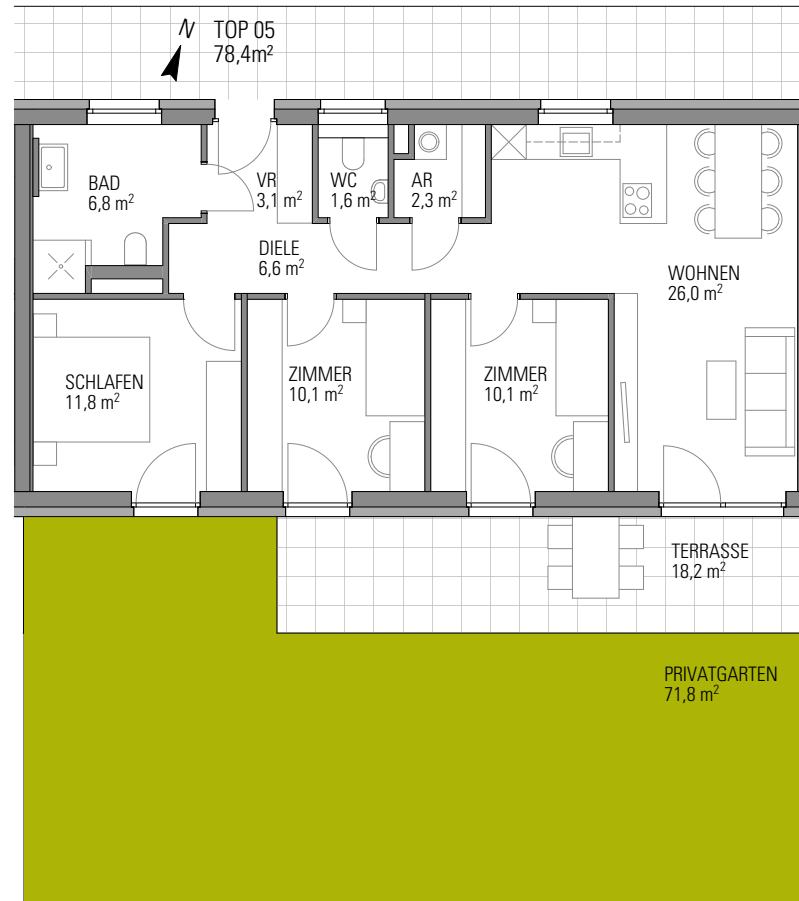 N
TOP 05
78,4m²
BAD
6,8 m²
VR
3,1 m²
WC
1,6 m²
AR
2,3 m²
DIELE
6,6 m²
WOHNEN
26,0 m²
SCHLAFEN
11,8 m²
ZIMMER
10,1 m²
ZIMMER
10,1 m²
TERRASSE
18,2 m²
PRIVATGARTEN
71,8 m²